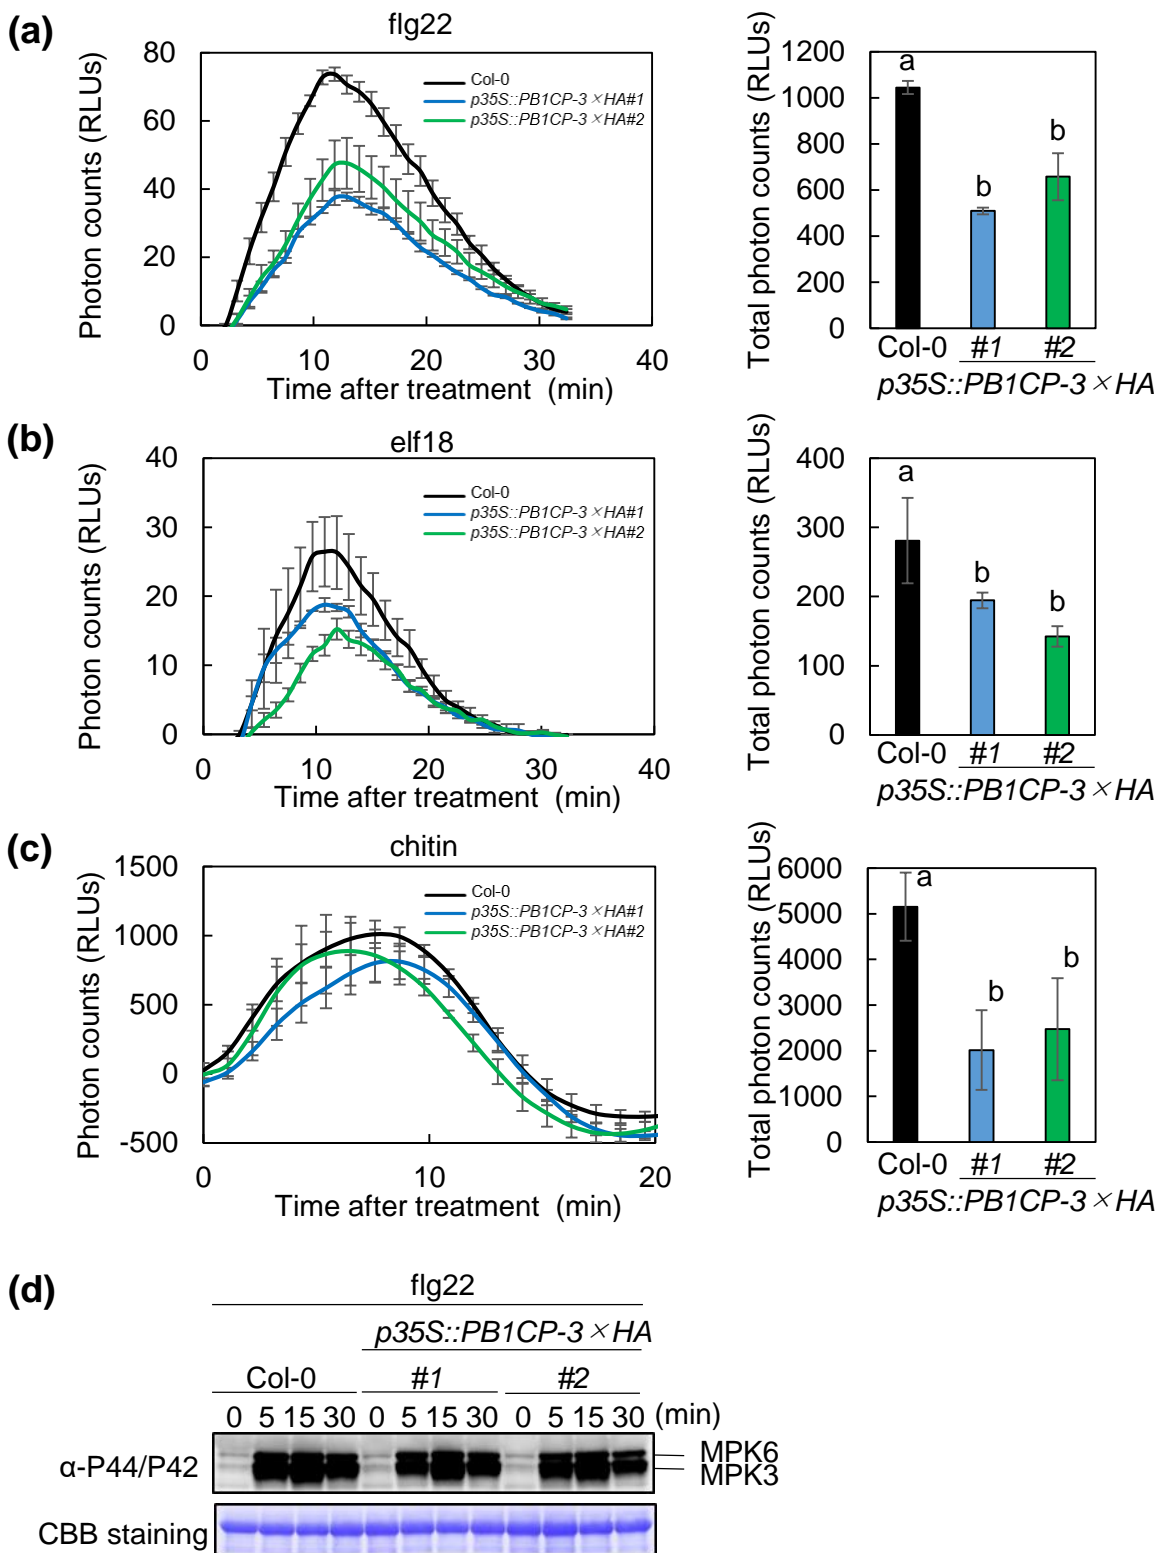 (a)
flg22
Photon counts (RLUs)
80
60
40
20
0
0 10 20 30 40
Time after treatment (min)
Col-0
p35S::PB1CP-3×HA#1
p35S::PB1CP-3×HA#2
Total photon counts (RLUs)
1200
1000
800
600
400
200
0
a
b
b
Col-0 #1 #2
p35S::PB1CP-3×HA
(b)
elf18
Photon counts (RLUs)
40
30
20
10
0
0 10 20 30 40
Time after treatment (min)
Col-0
p35S::PB1CP-3×HA#1
p35S::PB1CP-3×HA#2
Total photon counts (RLUs)
400
300
200
100
0
a
b
b
Col-0 #1 #2
p35S::PB1CP-3×HA
(c)
chitin
Photon counts (RLUs)
1500
1000
500
0
-500
0 10 20
Time after treatment (min)
Col-0
p35S::PB1CP-3×HA#1
p35S::PB1CP-3×HA#2
Total photon counts (RLUs)
6000
5000
4000
3000
2000
1000
0
a
b
b
Col-0 #1 #2
p35S::PB1CP-3×HA
(d)
flg22
p35S::PB1CP-3×HA
Col-0 #1 #2
0 5 15 30 0 5 15 30 0 5 15 30 (min)
α-P44/P42
MPK6
MPK3
CBB staining